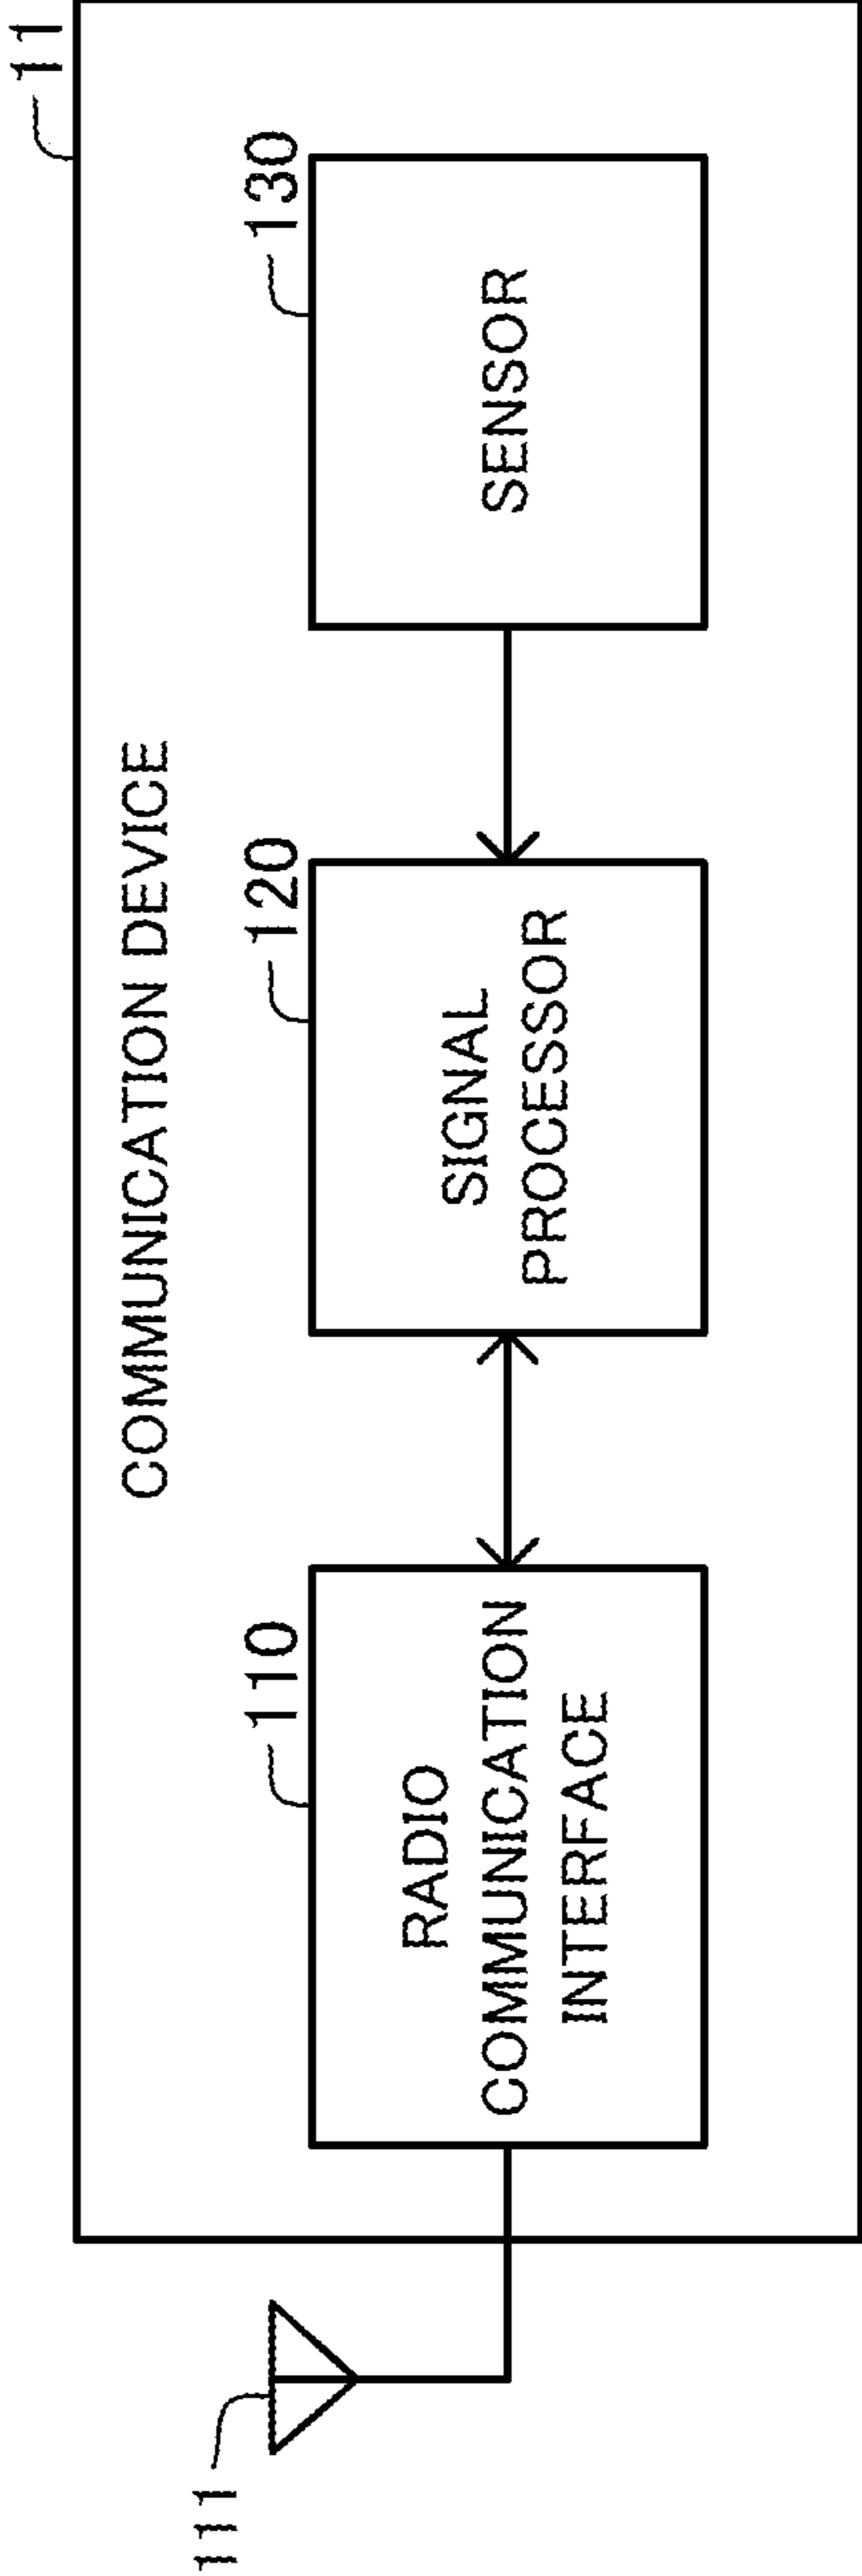 11
COMMUNICATION DEVICE
111
110
RADIO
COMMUNICATION
INTERFACE
120
SIGNAL
PROCESSOR
130
SENSOR